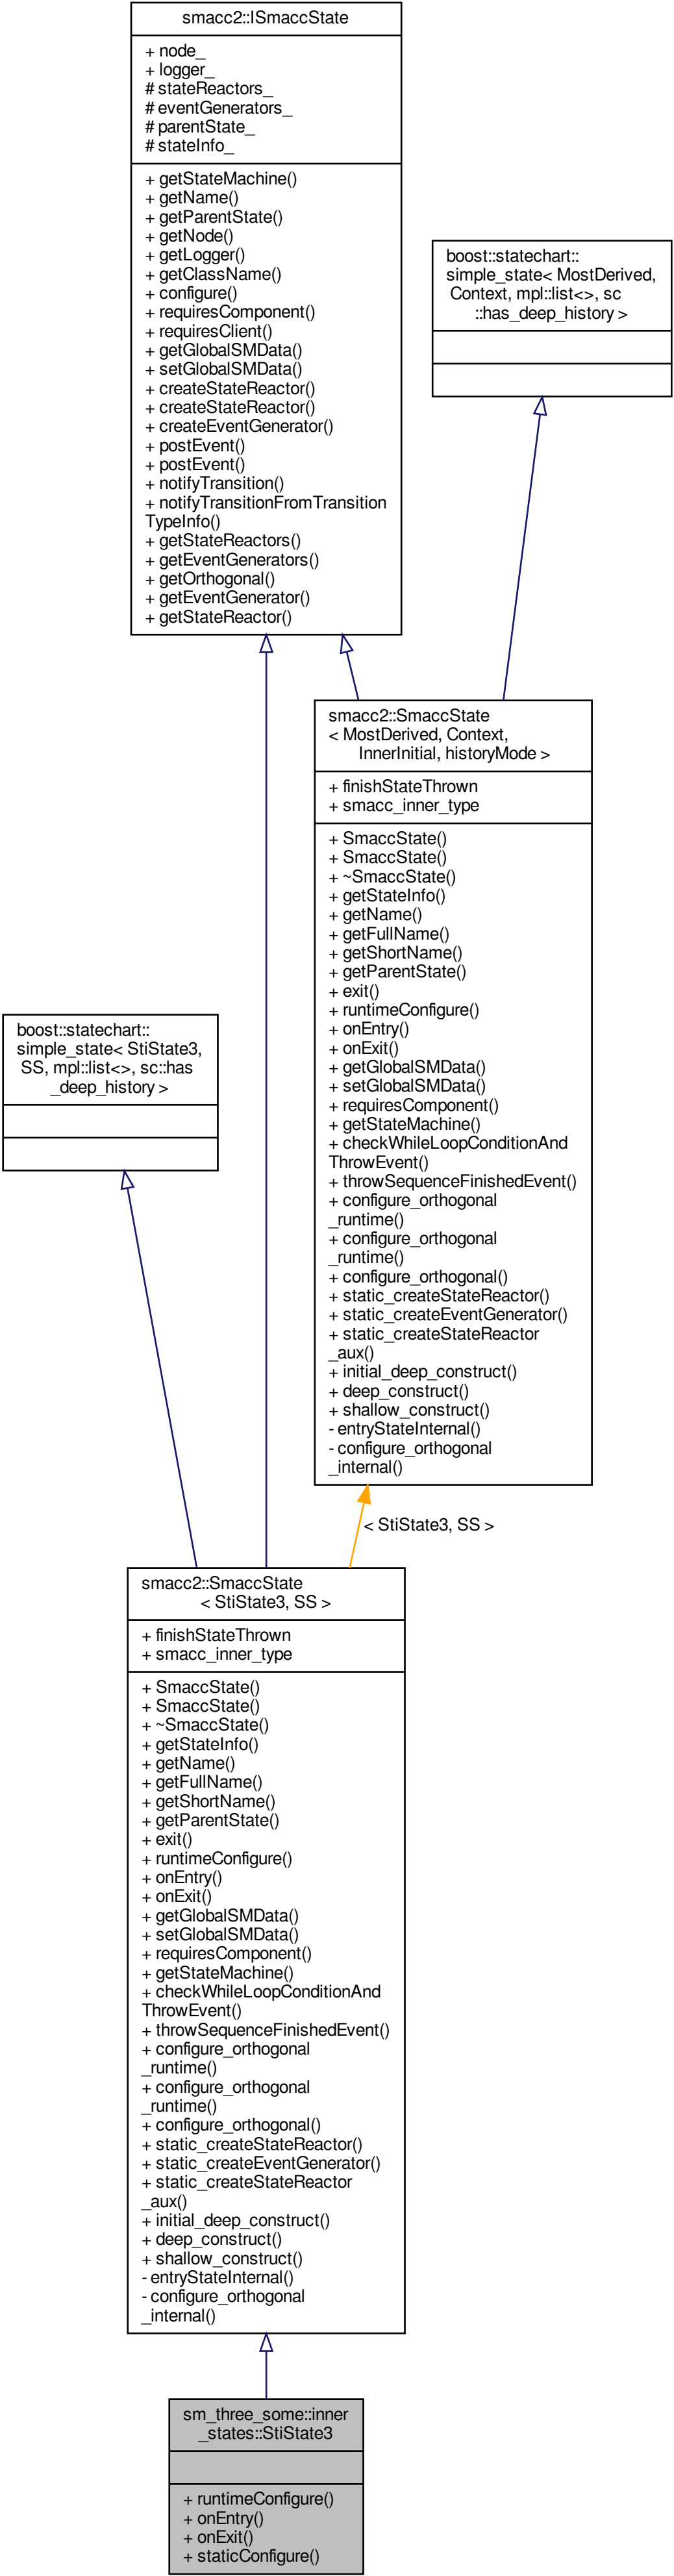 smacc2::ISmaccState
+ node_
+ logger_
# stateReactors_
# eventGenerators_
# parentState_
# stateInfo_
+ getStateMachine()
+ getName()
+ getParentState()
+ getNode()
+ getLogger()
+ getClassName()
+ configure()
+ requiresComponent()
+ requiresClient()
+ getGlobalSMData()
+ setGlobalSMData()
+ createStateReactor()
+ createStateReactor()
+ createEventGenerator()
+ postEvent()
+ postEvent()
+ notifyTransition()
+ notifyTransitionFromTransition
TypeInfo()
+ getStateReactors()
+ getEventGenerators()
+ getOrthogonal()
+ getEventGenerator()
+ getStateReactor()
boost::statechart::
simple_state< MostDerived,
Context, mpl::list<>, sc
::has_deep_history >
smacc2::SmaccState
< MostDerived, Context,
InnerInitial, historyMode >
+ finishStateThrown
+ smacc_inner_type
+ SmaccState()
+ SmaccState()
+ ~SmaccState()
+ getStateInfo()
+ getName()
+ getFullName()
+ getShortName()
+ getParentState()
+ exit()
+ runtimeConfigure()
+ onEntry()
+ onExit()
+ getGlobalSMData()
+ setGlobalSMData()
+ requiresComponent()
+ getStateMachine()
+ checkWhileLoopConditionAnd
ThrowEvent()
+ throwSequenceFinishedEvent()
+ configure_orthogonal
_runtime()
+ configure_orthogonal
_runtime()
+ configure_orthogonal()
+ static_createStateReactor()
+ static_createEventGenerator()
+ static_createStateReactor
_aux()
+ initial_deep_construct()
+ deep_construct()
+ shallow_construct()
- entryStateInternal()
- configure_orthogonal
_internal()
boost::statechart::
simple_state< StiState3,
SS, mpl::list<>, sc::has
_deep_history >
< StiState3, SS >
smacc2::SmaccState
< StiState3, SS >
+ finishStateThrown
+ smacc_inner_type
+ SmaccState()
+ SmaccState()
+ ~SmaccState()
+ getStateInfo()
+ getName()
+ getFullName()
+ getShortName()
+ getParentState()
+ exit()
+ runtimeConfigure()
+ onEntry()
+ onExit()
+ getGlobalSMData()
+ setGlobalSMData()
+ requiresComponent()
+ getStateMachine()
+ checkWhileLoopConditionAnd
ThrowEvent()
+ throwSequenceFinishedEvent()
+ configure_orthogonal
_runtime()
+ configure_orthogonal
_runtime()
+ configure_orthogonal()
+ static_createStateReactor()
+ static_createEventGenerator()
+ static_createStateReactor
_aux()
+ initial_deep_construct()
+ deep_construct()
+ shallow_construct()
- entryStateInternal()
- configure_orthogonal
_internal()
sm_three_some::inner
_states::StiState3
+ runtimeConfigure()
+ onEntry()
+ onExit()
+ staticConfigure()